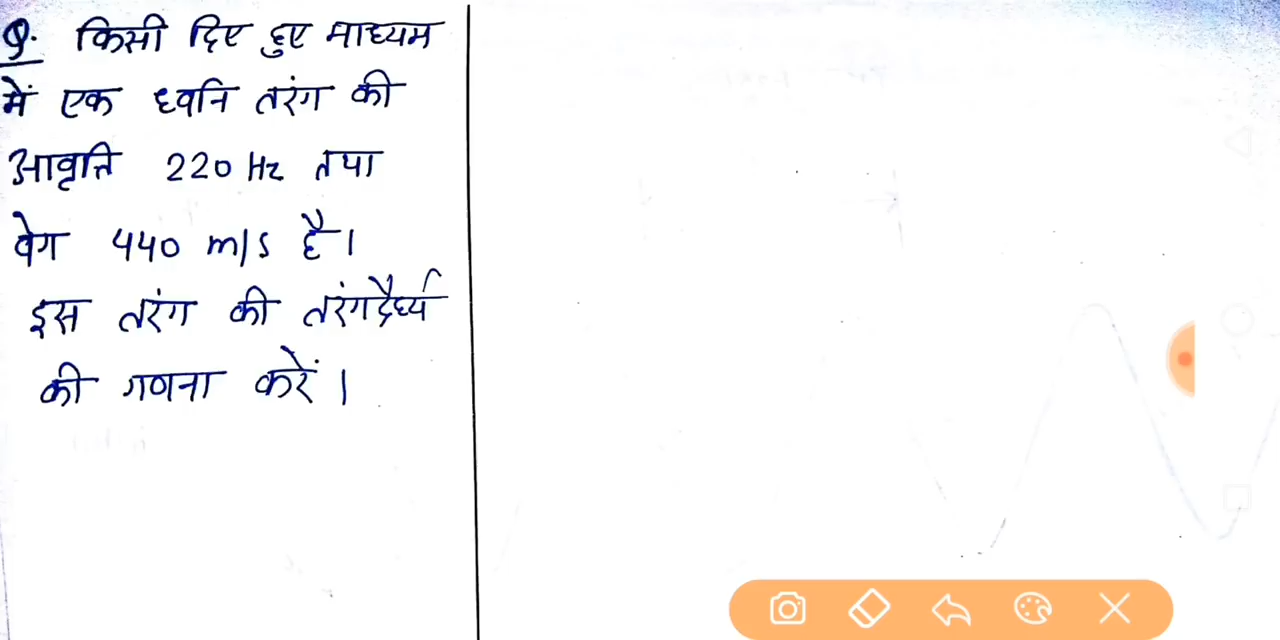 Q. किसी दिए हुए माध्यम
में एक ध्वनि तरंग की
आवृत्ति 220 Hz तथा
वेग 440 m/s है।
इस तरंग की तरंगदैर्ध्य
की गणना करें।